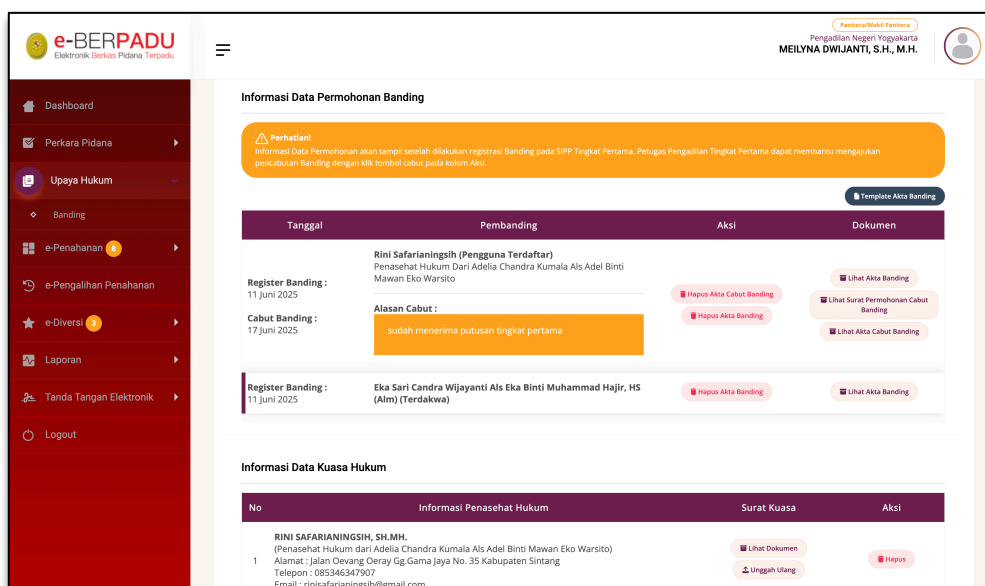 e-BERPADU
Elektronik Berkas Pidana Terpadu
Panitera/Wakil Panitera
Pengadilan Negeri Yogyakarta
MEILYNA DWIJANTI, S.H., M.H.
Dashboard
Perkara Pidana
Upaya Hukum
Banding
e-Penahanan 8
e-Pengalihan Penahanan
e-Diversi 3
Laporan
Tanda Tangan Elektronik
Logout
Informasi Data Permohonan Banding
Perhatian!
Informasi Data Permohonan akan tampil setelah dilakukan registrasi Banding pada SIPP Tingkat Pertama. Petugas Pengadilan Tingkat Pertama dapat membantu mengajukan
pencabutan Banding dengan klik tombol cabut pada kolom Aksi.
Template Akta Banding
Tanggal Pembanding Aksi Dokumen
Register Banding :
11 Juni 2025
Cabut Banding :
17 Juni 2025
Rini Safarianingsih (Pengguna Terdaftar)
Penasehat Hukum Dari Adelia Chandra Kumala Als Adel Binti
Mawan Eko Warsito
Alasan Cabut :
sudah menerima putusan tingkat pertama
Hapus Akta Cabut Banding
Hapus Akta Banding
Lihat Akta Banding
Lihat Surat Permohonan Cabut
Banding
Lihat Akta Cabut Banding
Register Banding :
11 Juni 2025
Eka Sari Candra Wijayanti Als Eka Binti Muhammad Hajir, HS
(Alm) (Terdakwa)
Hapus Akta Banding
Lihat Akta Banding
Informasi Data Kuasa Hukum
No Informasi Penasehat Hukum Surat Kuasa Aksi
1
RINI SAFARIANINGSIH, SH.MH.
(Penasehat Hukum dari Adelia Chandra Kumala Als Adel Binti Mawan Eko Warsito)
Alamat : Jalan Oevang Oeray Gg.Gama Jaya No. 35 Kabupaten Sintang
Telepon : 085346347907
Email : rinisafarianingsih@gmail.com
Lihat Dokumen
Unggah Ulang
Hapus